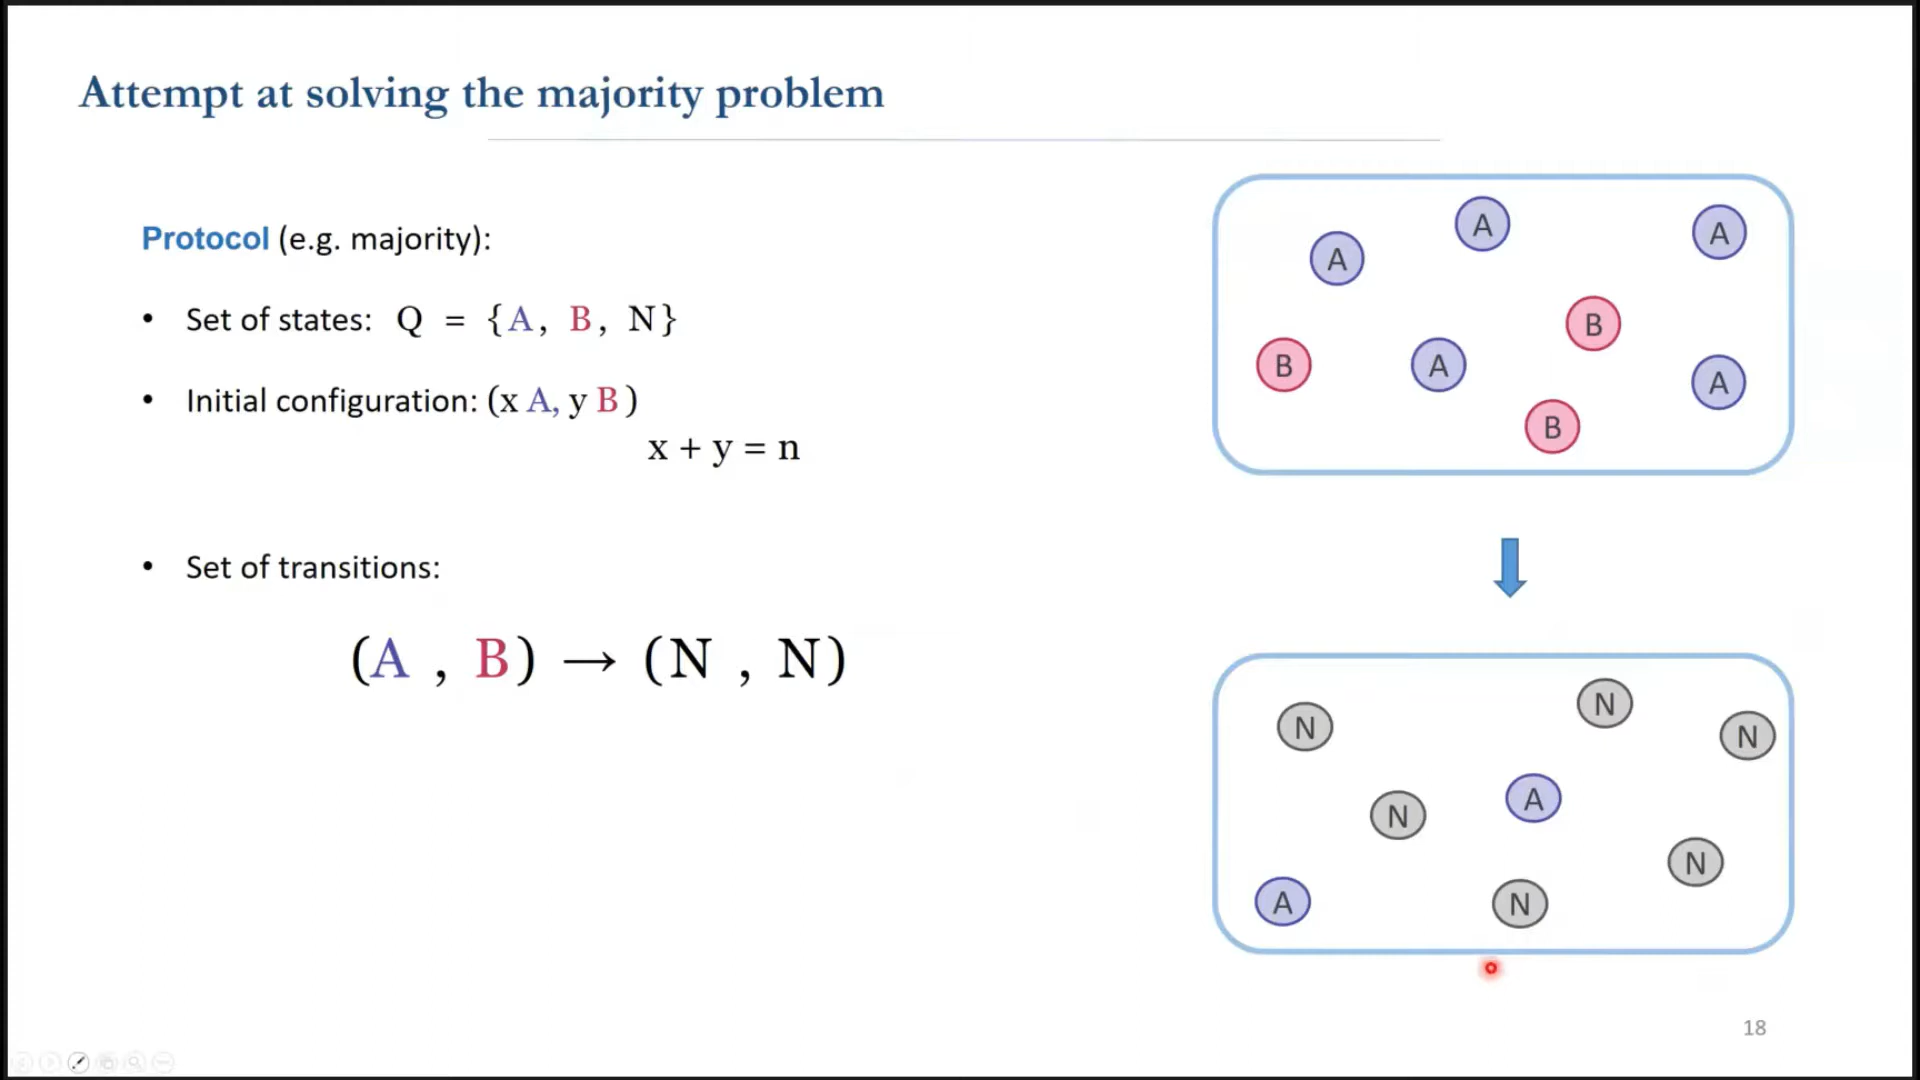 Attempt at solving the majority problem
Protocol (e.g. majority):
• Set of states: Q = {A, B, N}
• Initial configuration: (x A, y B)
x + y = n
• Set of transitions:
(A , B) → (N , N)
A
A
A
B
B
A
A
B
N
N
N
A
N
N
A
N
18